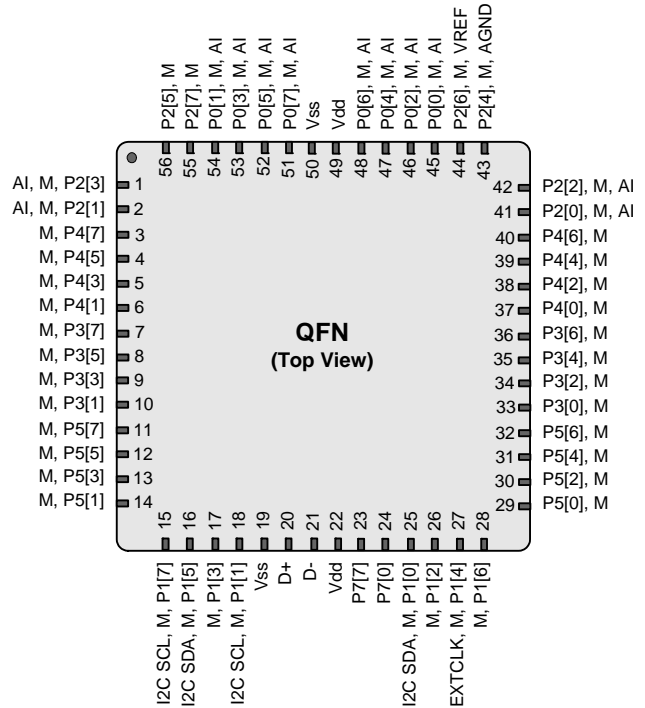 P2[5], M
P2[7], M
P0[1], M, AI
P0[3], M, AI
P0[5], M, AI
P0[7], M, AI
Vss
Vdd
P0[6], M, AI
P0[4], M, AI
P0[2], M, AI
P0[0], M, AI
P2[6], M, VREF
P2[4], M, AGND
56
55
54
53
52
51
50
49
48
47
46
45
44
43
AI, M, P2[3] 1
AI, M, P2[1] 2
M, P4[7] 3
M, P4[5] 4
M, P4[3] 5
M, P4[1] 6
M, P3[7] 7
M, P3[5] 8
M, P3[3] 9
M, P3[1] 10
M, P5[7] 11
M, P5[5] 12
M, P5[3] 13
M, P5[1] 14
QFN
(Top View)
42 P2[2], M, AI
41 P2[0], M, AI
40 P4[6], M
39 P4[4], M
38 P4[2], M
37 P4[0], M
36 P3[6], M
35 P3[4], M
34 P3[2], M
33 P3[0], M
32 P5[6], M
31 P5[4], M
30 P5[2], M
29 P5[0], M
15
16
17
18
19
20
21
22
23
24
25
26
27
28
I2C SCL, M, P1[7]
I2C SDA, M, P1[5]
M, P1[3]
I2C SCL, M, P1[1]
Vss
D+
D-
Vdd
P7[7]
P7[0]
I2C SDA, M, P1[0]
M, P1[2]
EXTCLK, M, P1[4]
M, P1[6]